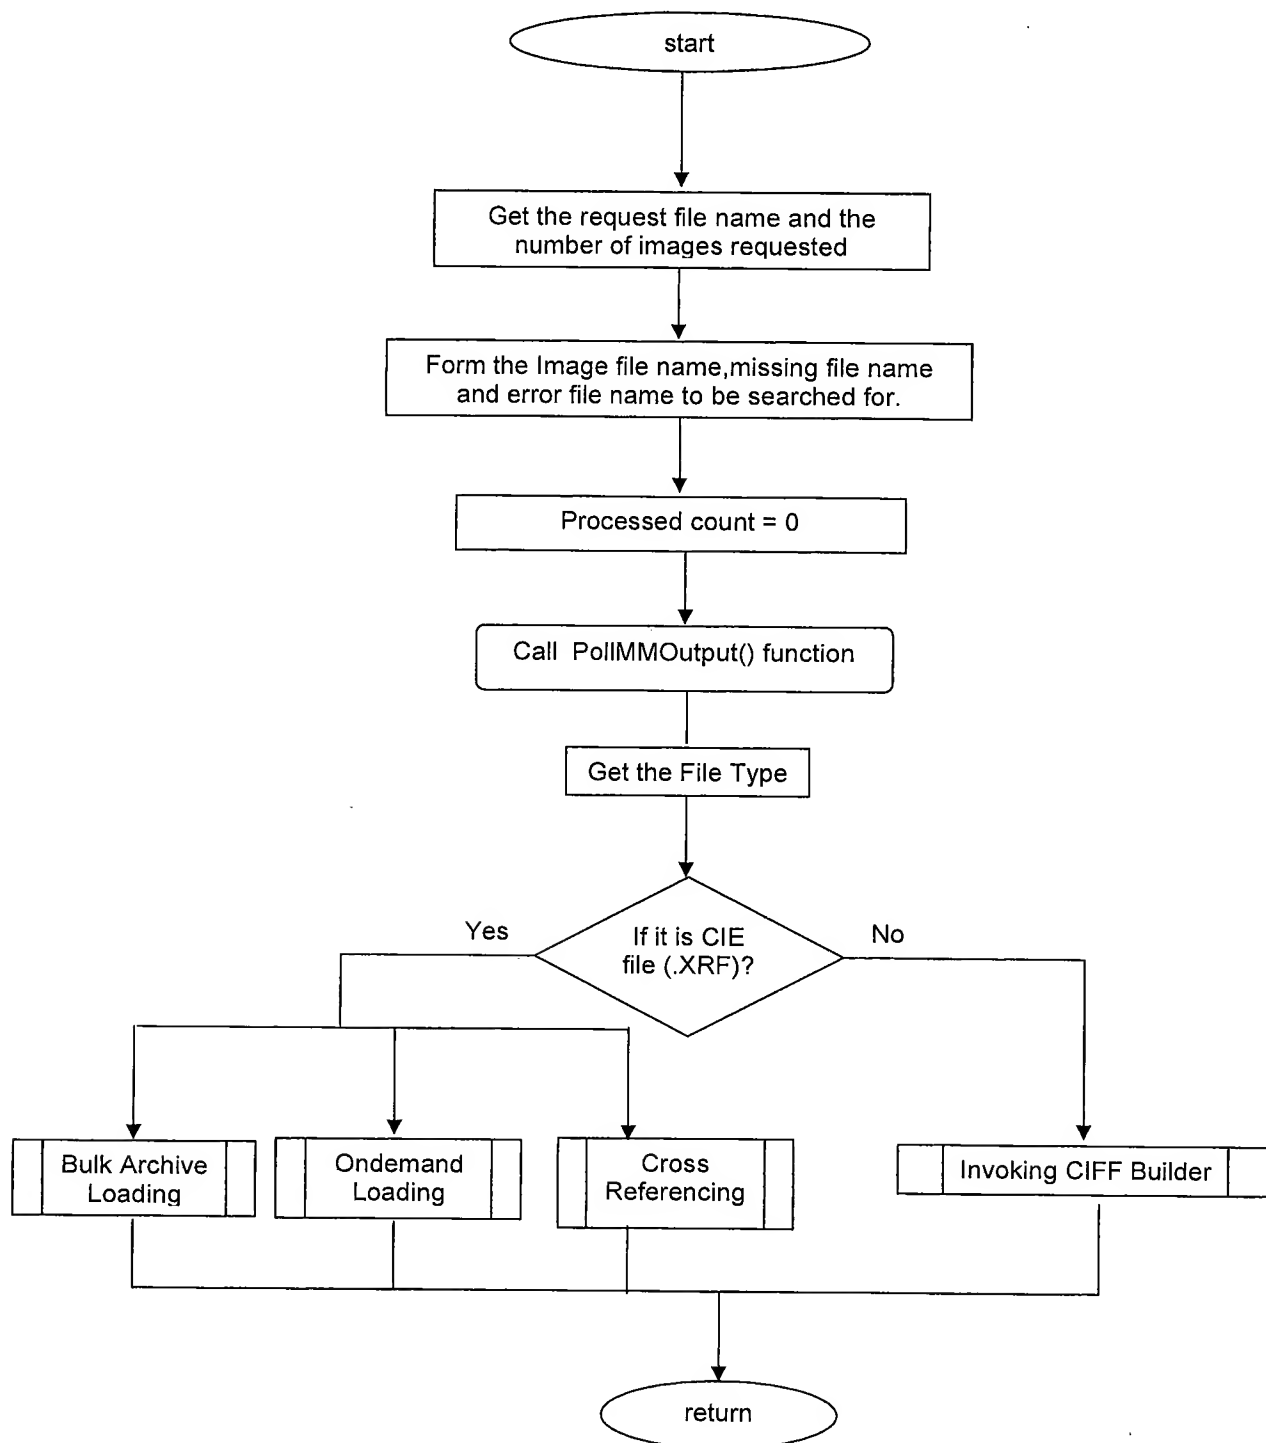 start
Get the request file name and the
number of images requested
Form the Image file name,missing file name
and error file name to be searched for.
Processed count = 0
Call PollMMOutput() function
Get the File Type
If it is CIE
file (.XRF)?
Yes
No
Bulk Archive
Loading
Ondemand
Loading
Cross
Referencing
Invoking CIFF Builder
return